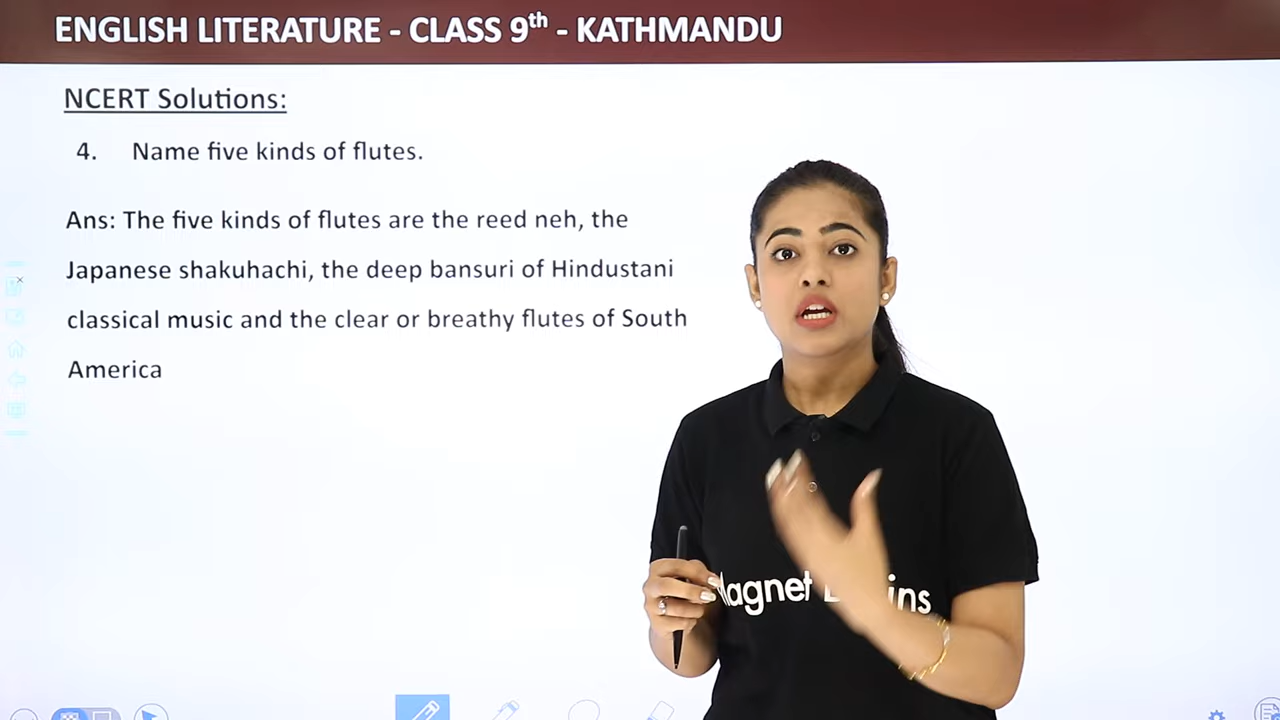 ENGLISH LITERATURE - CLASS 9th - KATHMANDU
NCERT Solutions:
4. Name five kinds of flutes.
Ans: The five kinds of flutes are the reed neh, the
Japanese shakuhachi, the deep bansuri of Hindustani
classical music and the clear or breathy flutes of South
America